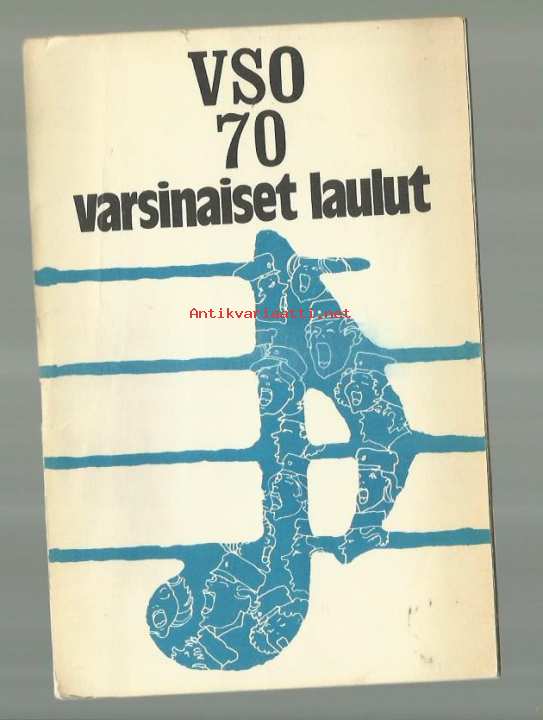 VSO
70
varsinaiset laulut
Antikvariaatti.net